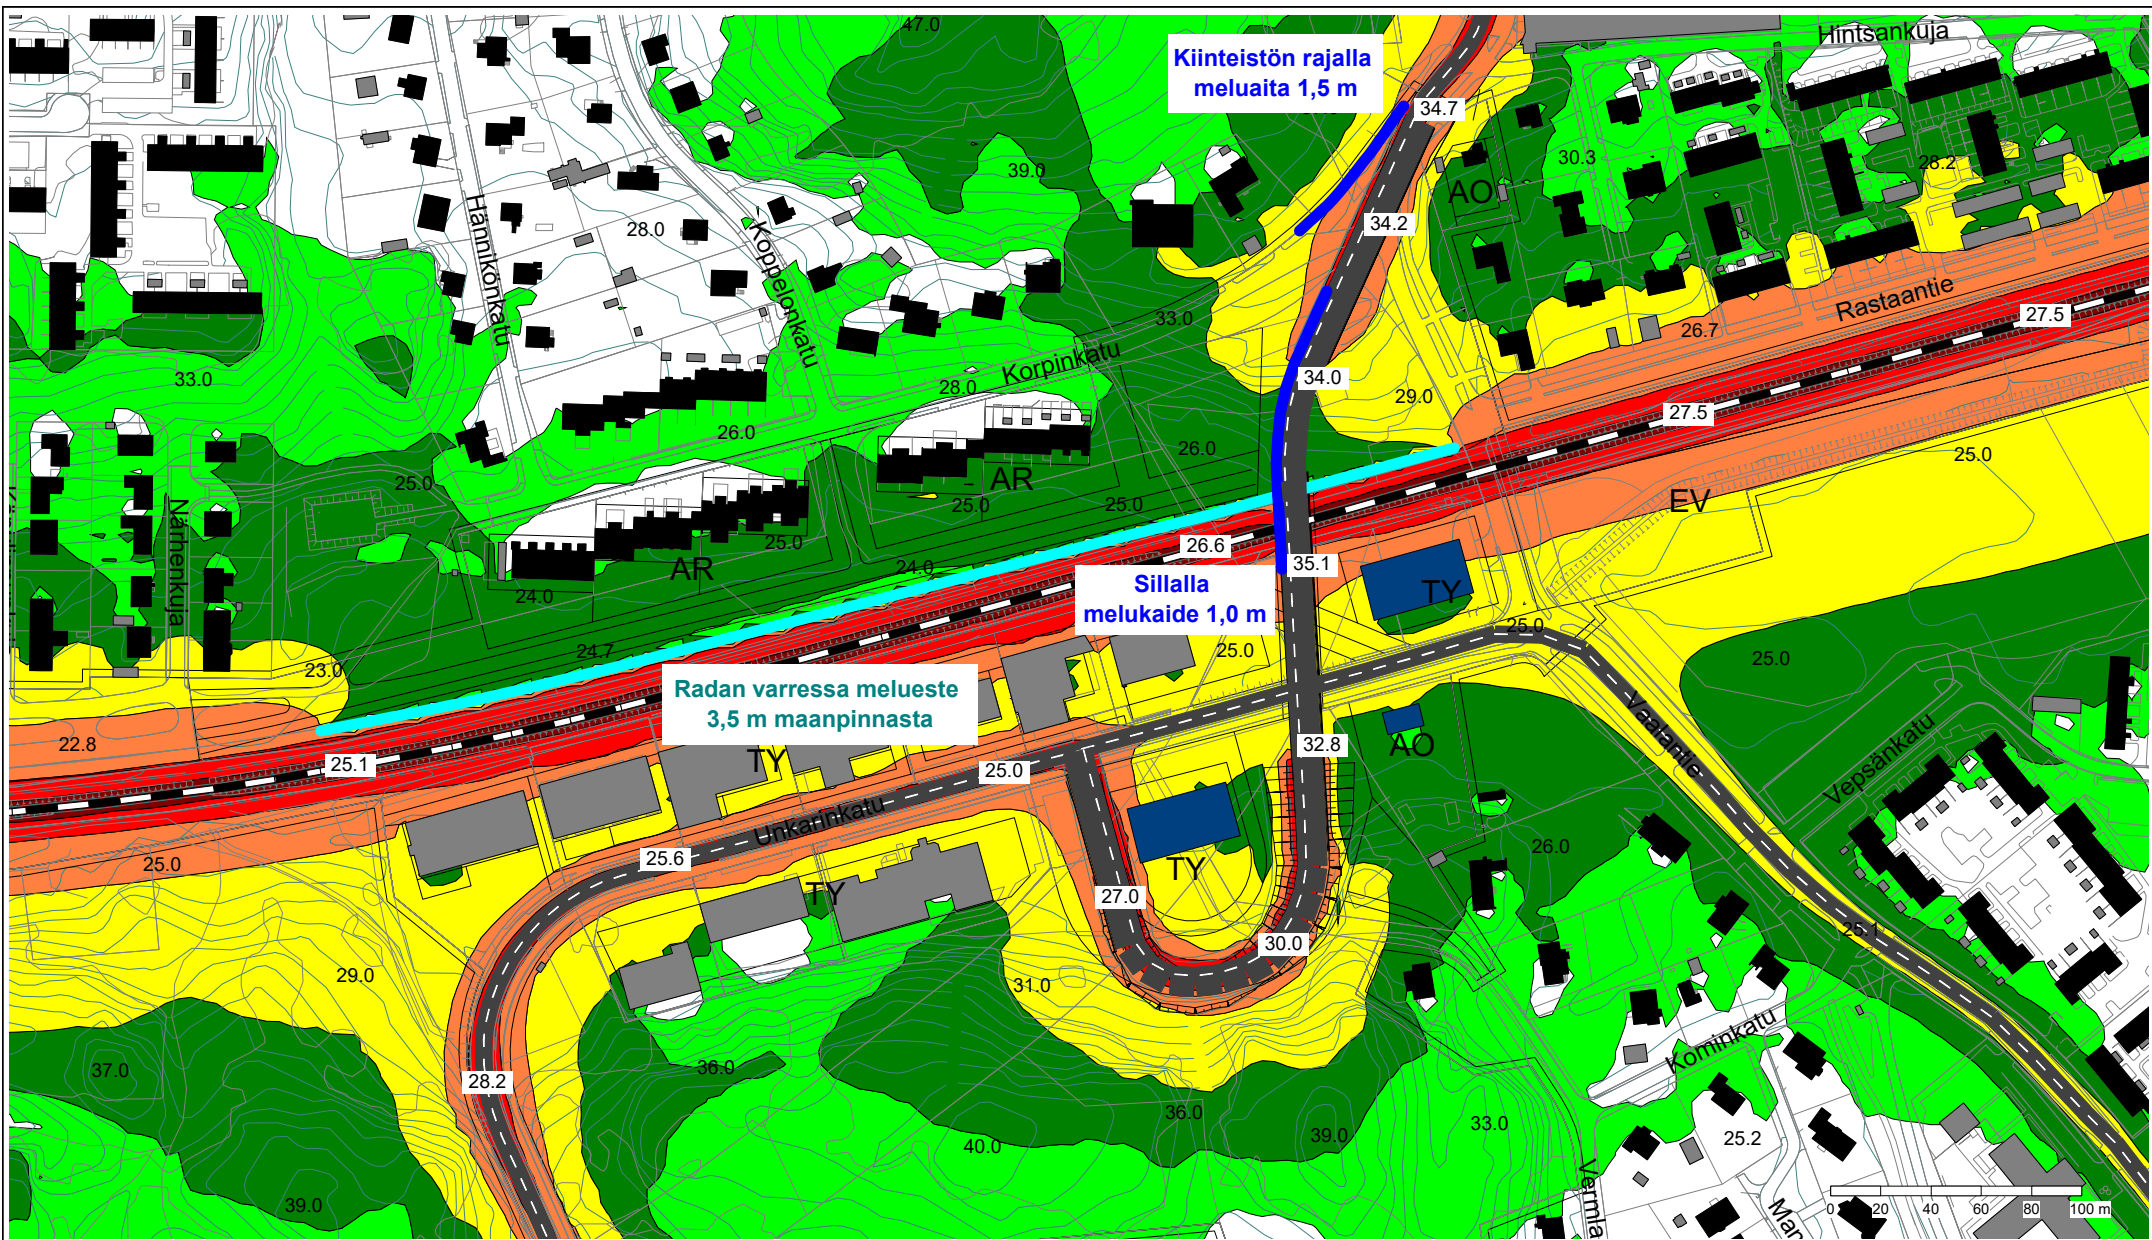 47.0
Hintsankuja
Kiinteistön rajalla
meluaita 1,5 m
34.7
30.3
28.2
39.0
AO
Hännikönkatu
28.0
Koppelonkatu
34.2
Rastaantie
27.5
33.0
26.7
33.0
Korpinkatu
28.0
34.0
29.0
27.5
26.0
26.0
25.0
25.0
AR
25.0
25.0
EV
Närhenkuja
25.0
26.6
AR
24.0
35.1
24.0
Sillalla
melukaide 1,0 m
TY
25.0
24.7
25.0
25.0
23.0
Radan varressa melueste
3,5 m maanpinnasta
Vaalantie
22.8
25.1
TY
25.0
32.8
AO
Vepsänkatu
Unkarinkatu
25.6
25.0
26.0
TY
TY
27.0
25.1
30.0
29.0
31.0
Kominkatu
37.0
28.2
36.0
36.0
33.0
39.0
40.0
25.2
39.0
Vermla
Man
0 20 40 60 80 100 m